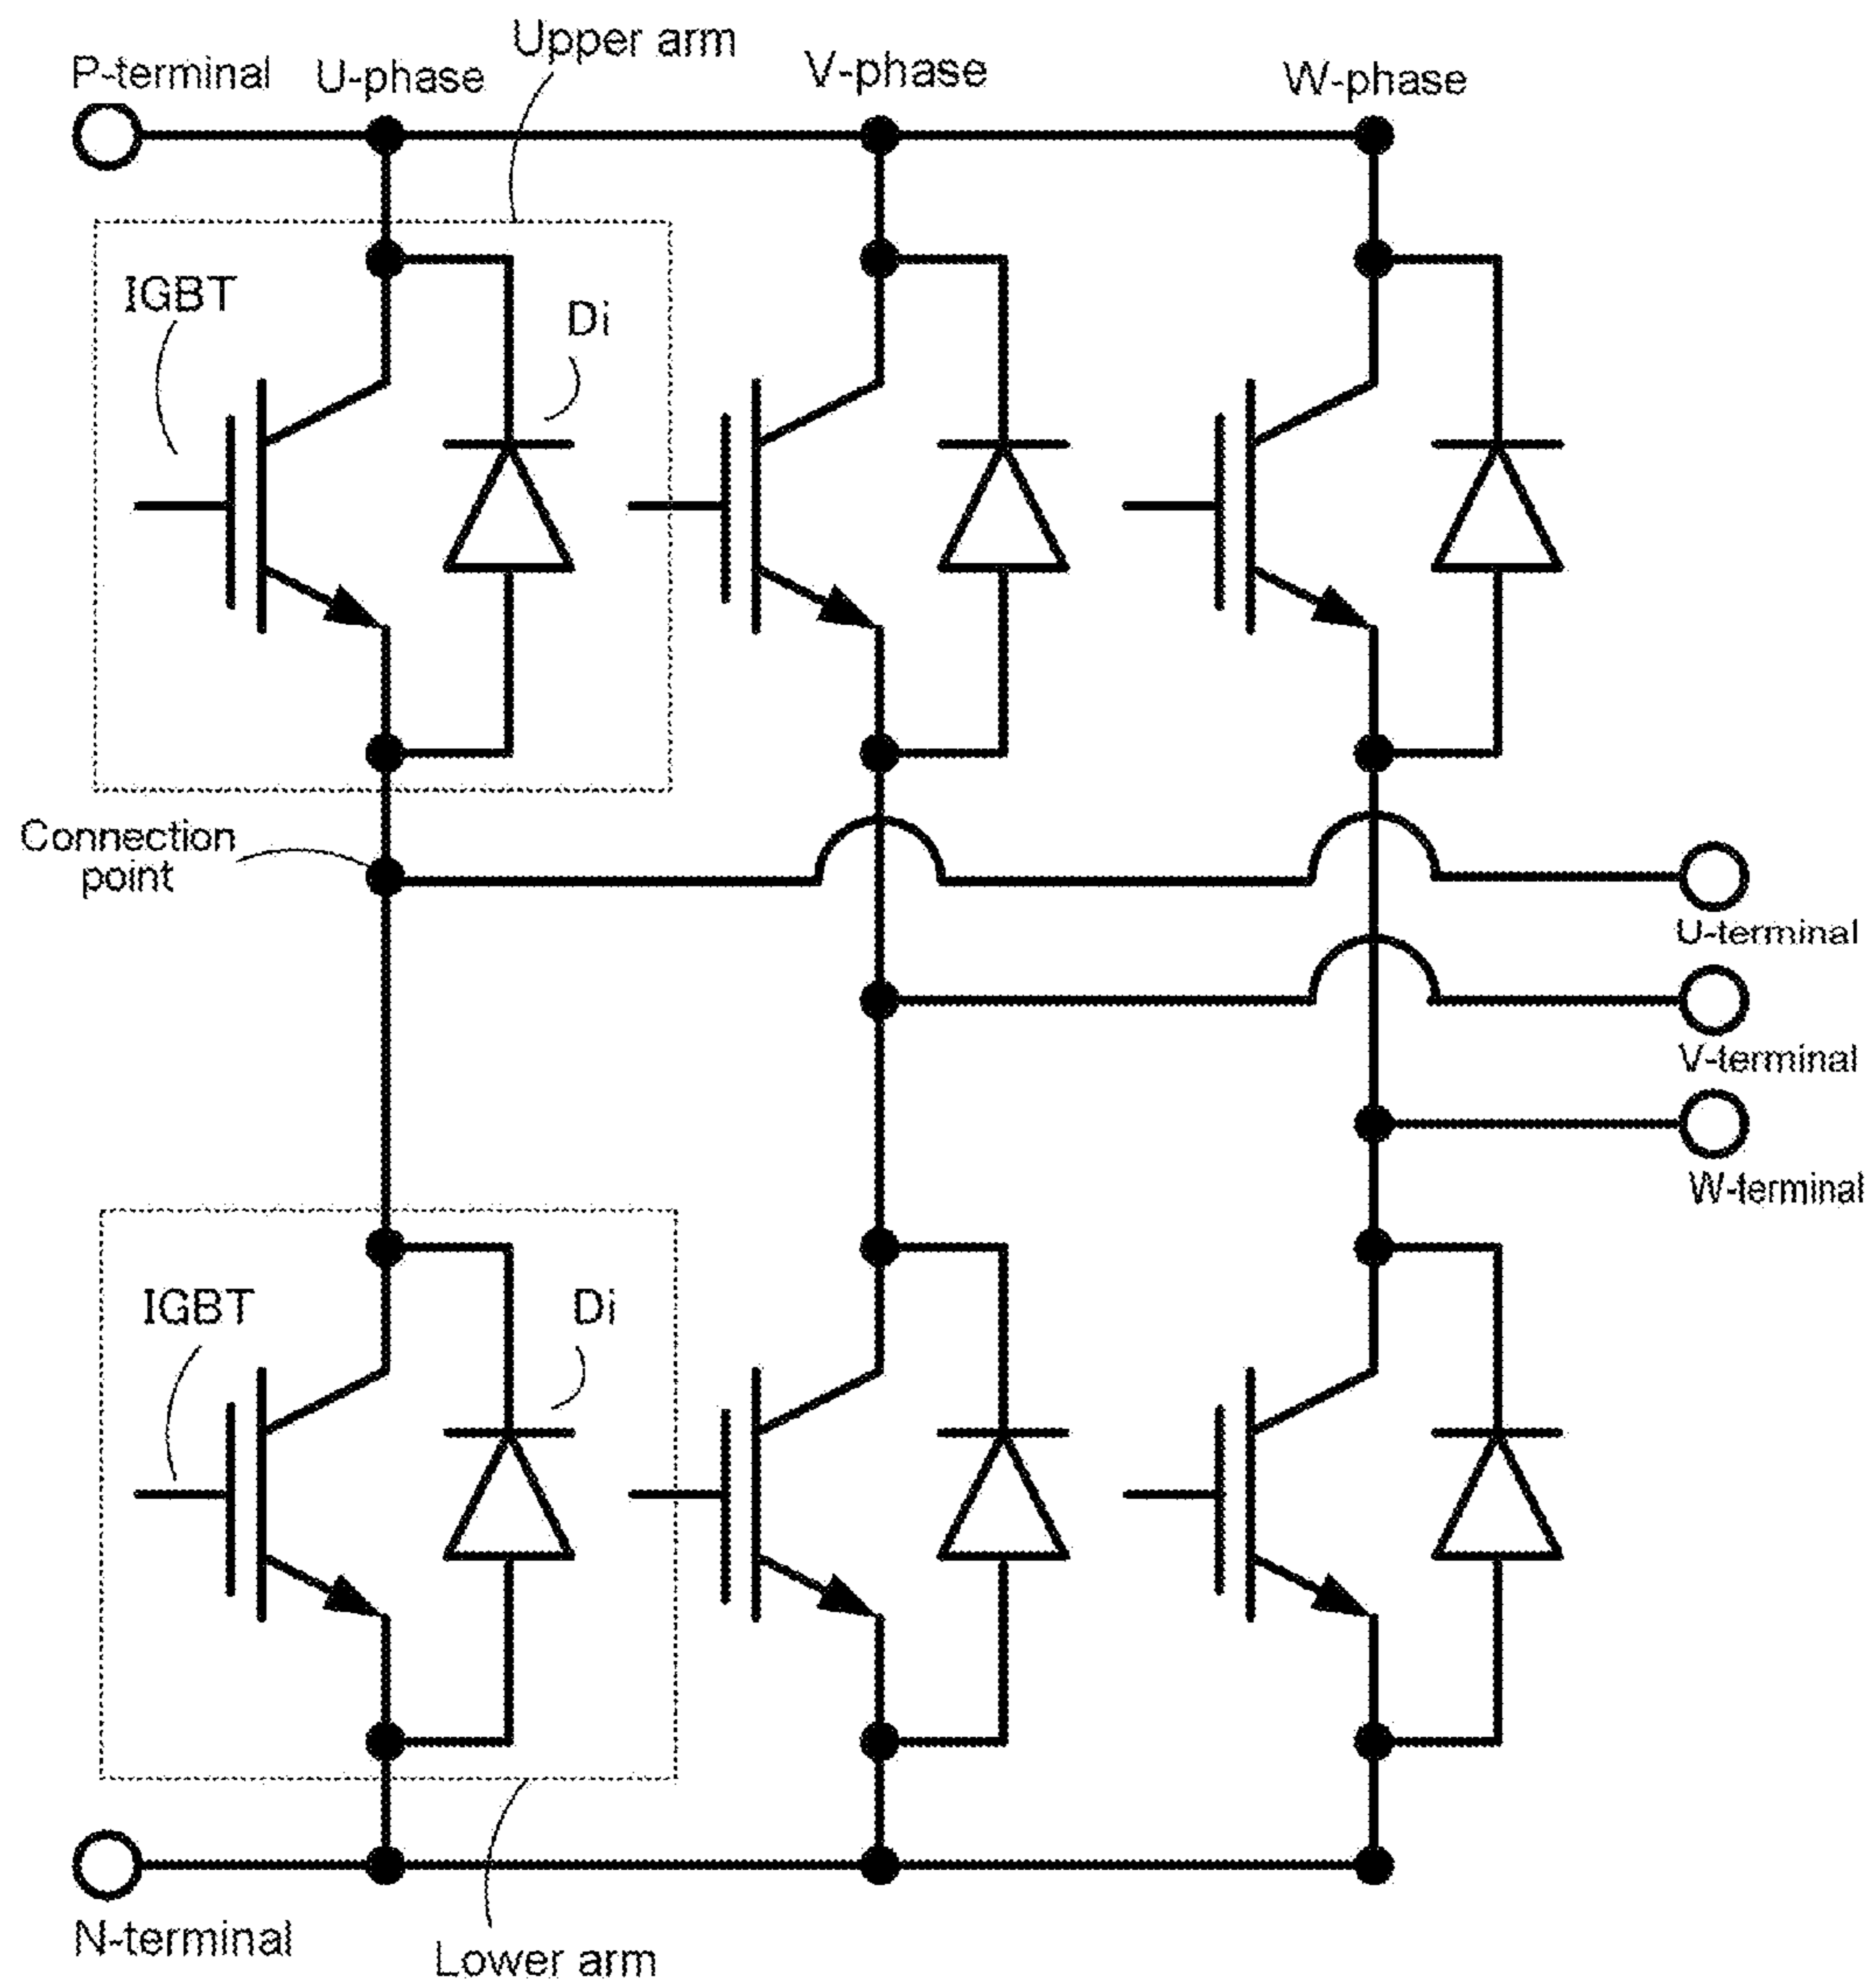 Upper arm
P-terminal
U-phase
V-phase
W-phase
IGBT
Di
Connection
point
U-terminal
V-terminal
W-terminal
IGBT
Di
N-terminal
Lower arm